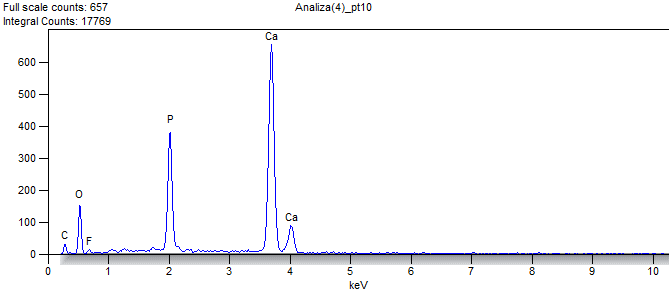 Full scale counts: 657
Analiza(4)_pt10
Integral Counts: 17769
Ca
600
500
P
400
300
O
200
Ca
100
C
F
0
0 1 2 3 4 5 6 7 8 9 10
keV